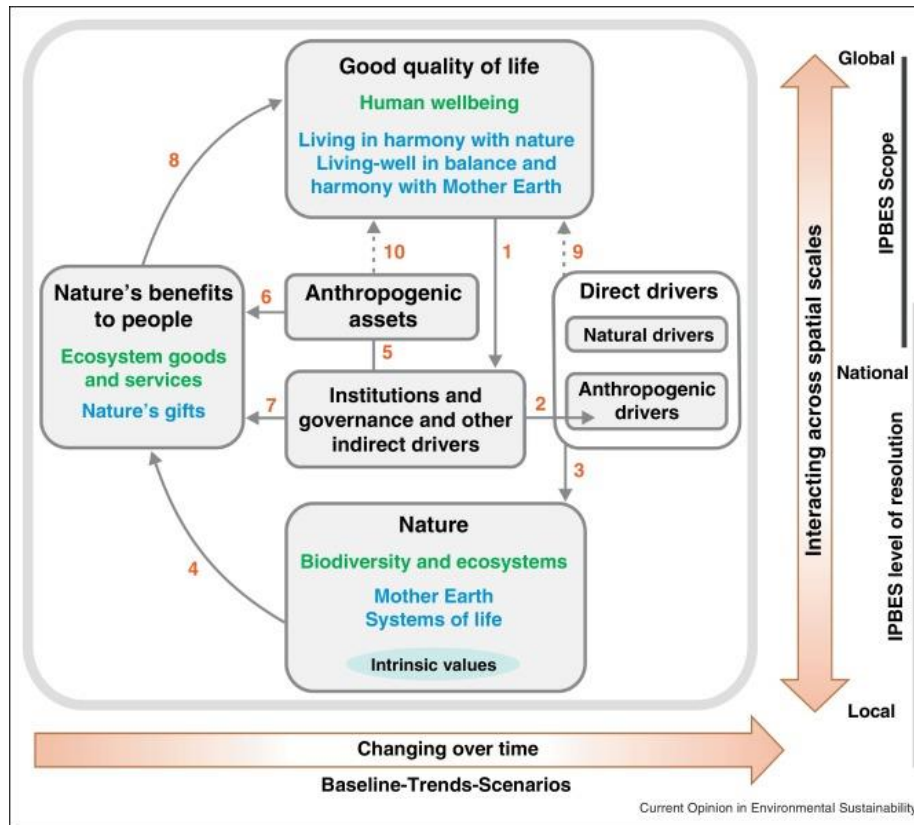 Good quality of life
Human wellbeing
Living in harmony with nature
Living-well in balance and
harmony with Mother Earth
8
10
1
9
Nature’s benefits
to people
Ecosystem goods
and services
Nature’s gifts
6
Anthropogenic
assets
5
7
Institutions and
governance and other
indirect drivers
2
Direct drivers
Natural drivers
Anthropogenic
drivers
3
4
Nature
Biodiversity and ecosystems
Mother Earth
Systems of life
Intrinsic values
Global
National
Local
Interacting across spatial scales
IPBES Scope
IPBES level of resolution
Changing over time
Baseline-Trends-Scenarios
Current Opinion in Environmental Sustainability